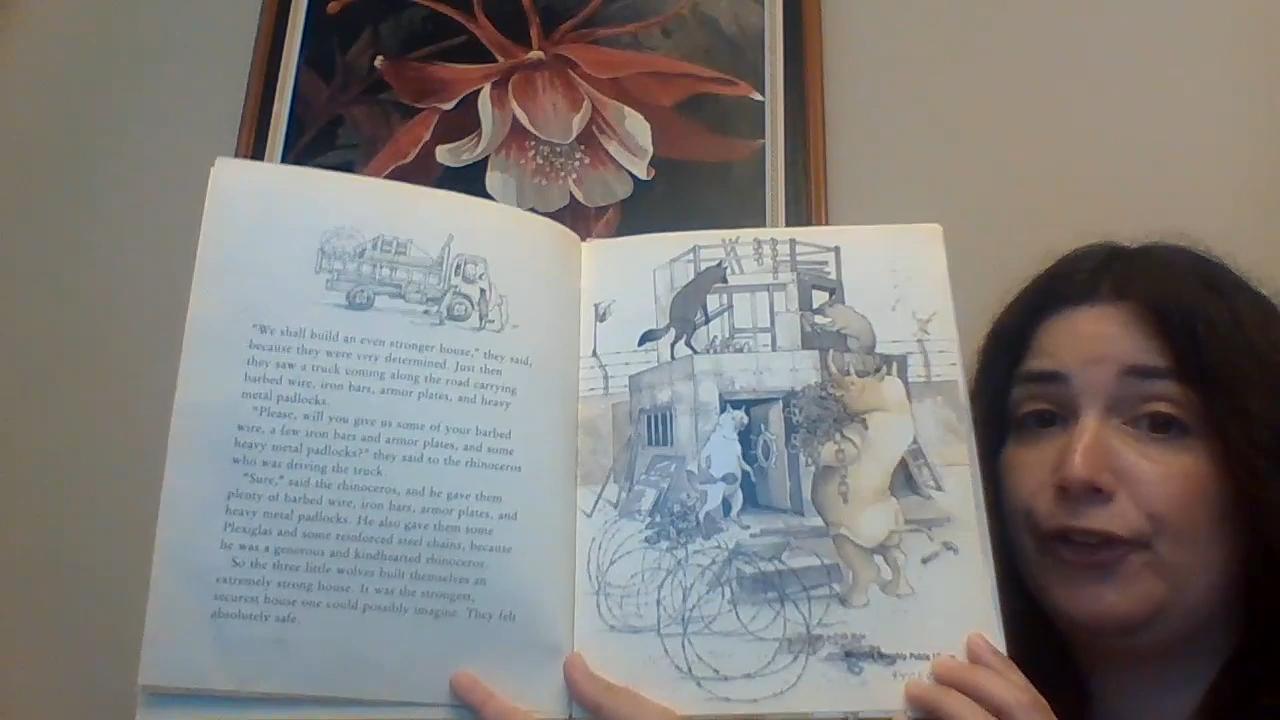 "We shall build an even stronger house," they said,
because they were very determined. Just then
they saw a truck coming along the road carrying
barbed wire, iron bars, armor plates, and heavy
metal padlocks.
"Please, will you give us some of your barbed
wire, a few iron bars and armor plates, and some
heavy metal padlocks?" they said to the rhinoceros
who was driving the truck.
"Sure," said the rhinoceros, and he gave them
plenty of barbed wire, iron bars, armor plates, and
heavy metal padlocks. He also gave them some
Plexiglas and some reinforced steel chains, because
he was a generous and kindhearted rhinoceros.
So the three little wolves built themselves an
extremely strong house. It was the strongest,
securest house one could possibly imagine. They felt
absolutely safe.
Public